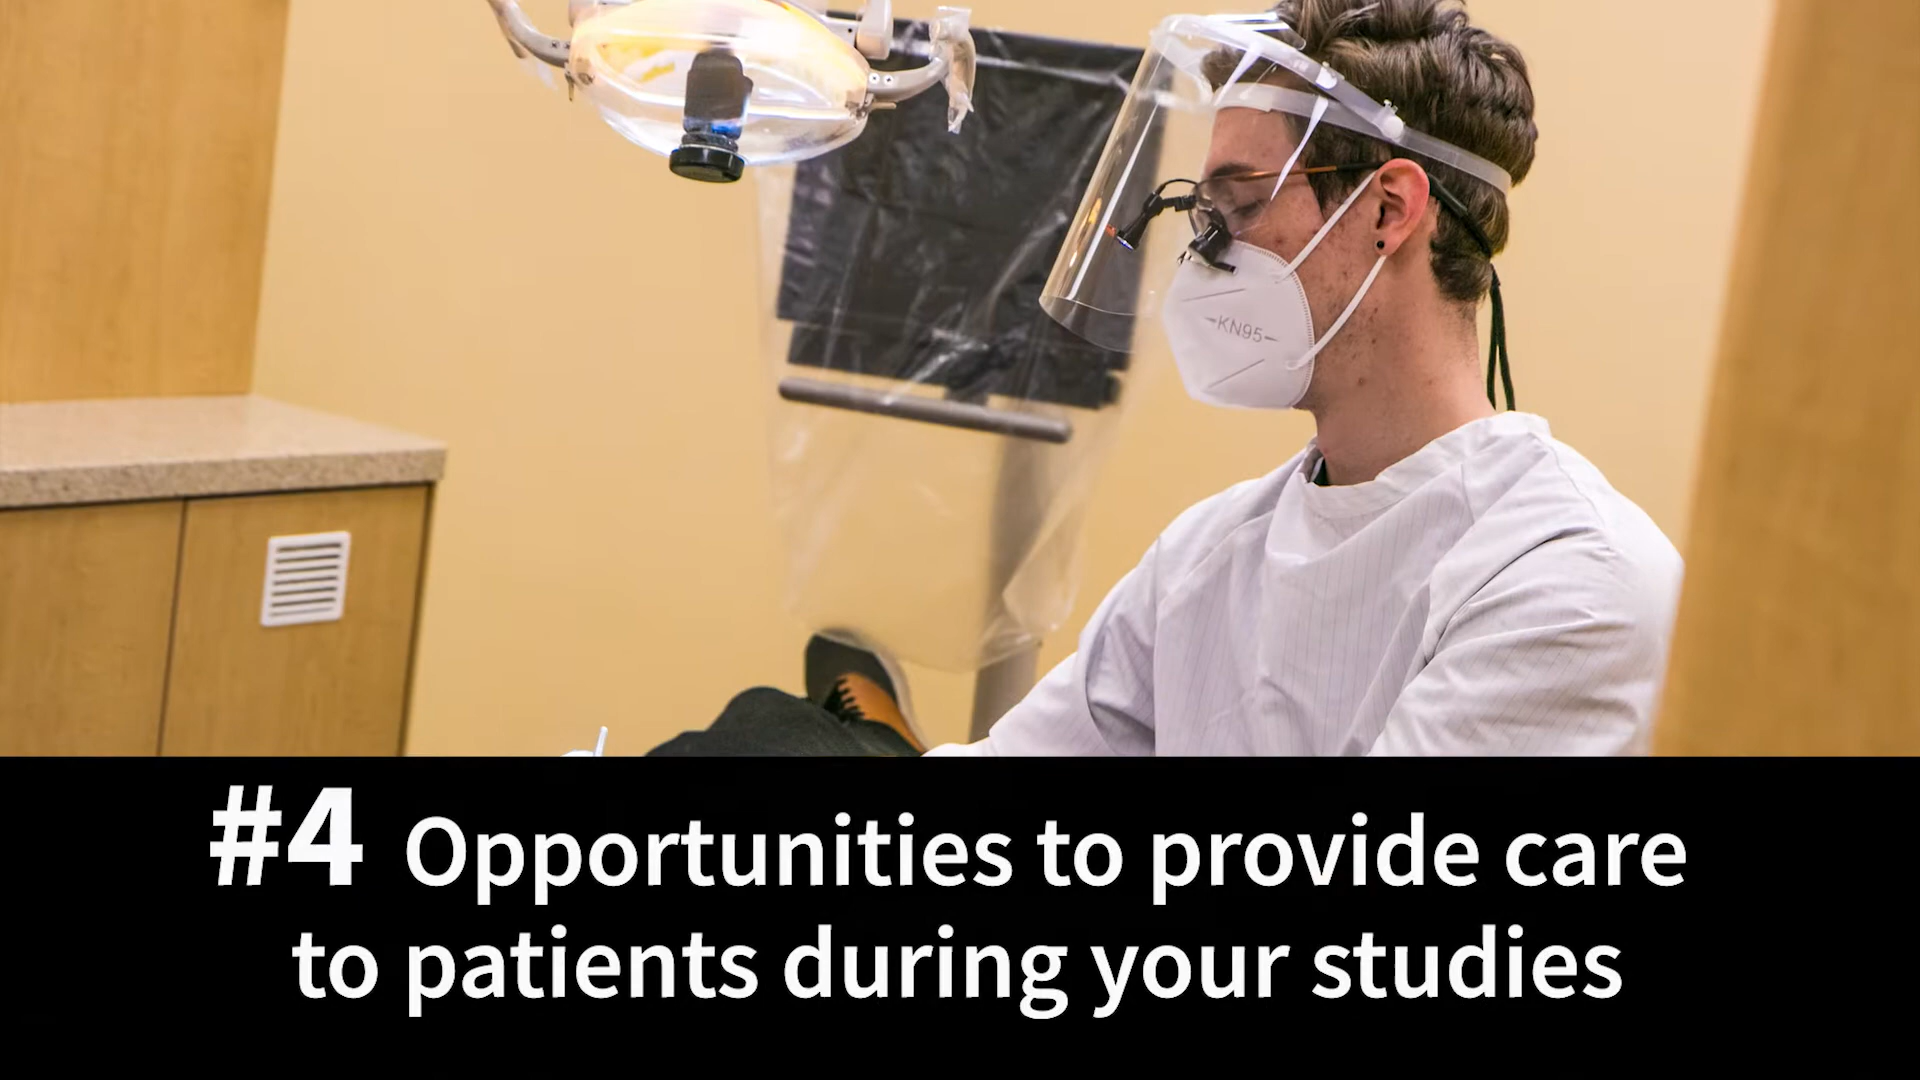 -KN95-
#4 Opportunities to provide care
to patients during your studies